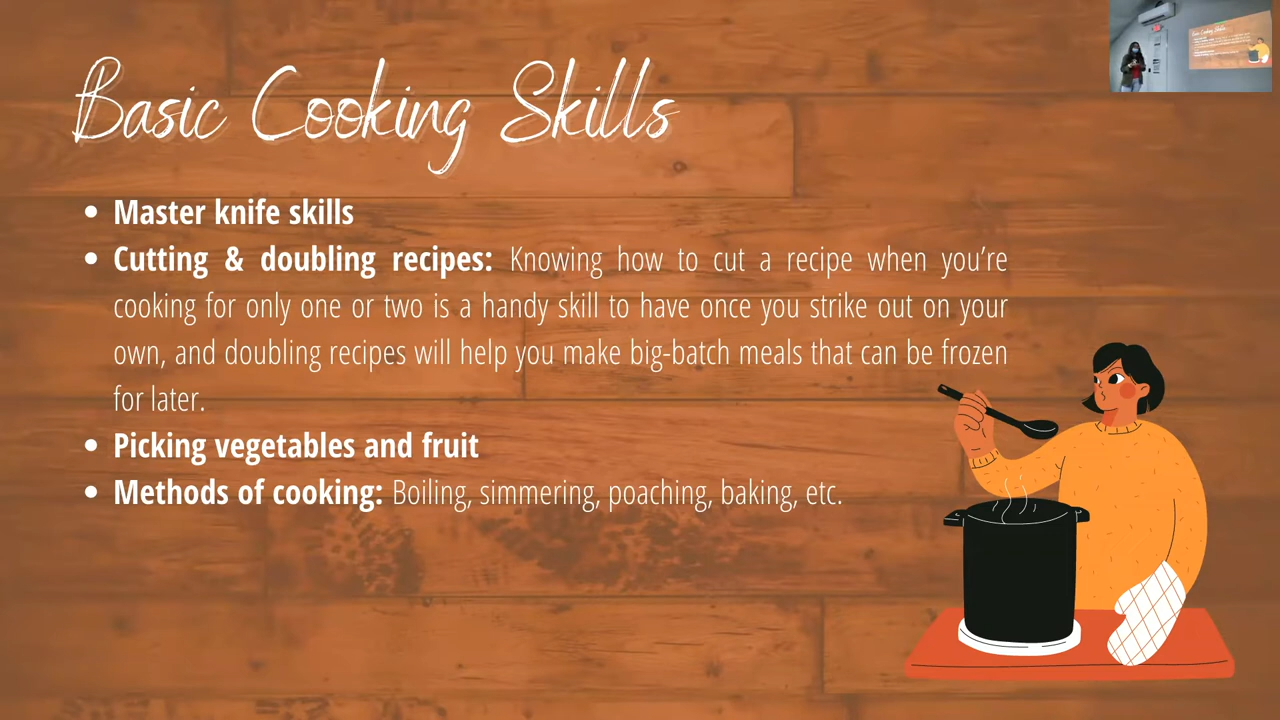 Basic Cooking Skills
• Master knife skills
• Cutting & doubling recipes: Knowing how to cut a recipe when you’re
cooking for only one or two is a handy skill to have once you strike out on your
own, and doubling recipes will help you make big-batch meals that can be frozen
for later.
• Picking vegetables and fruit
• Methods of cooking: Boiling, simmering, poaching, baking, etc.